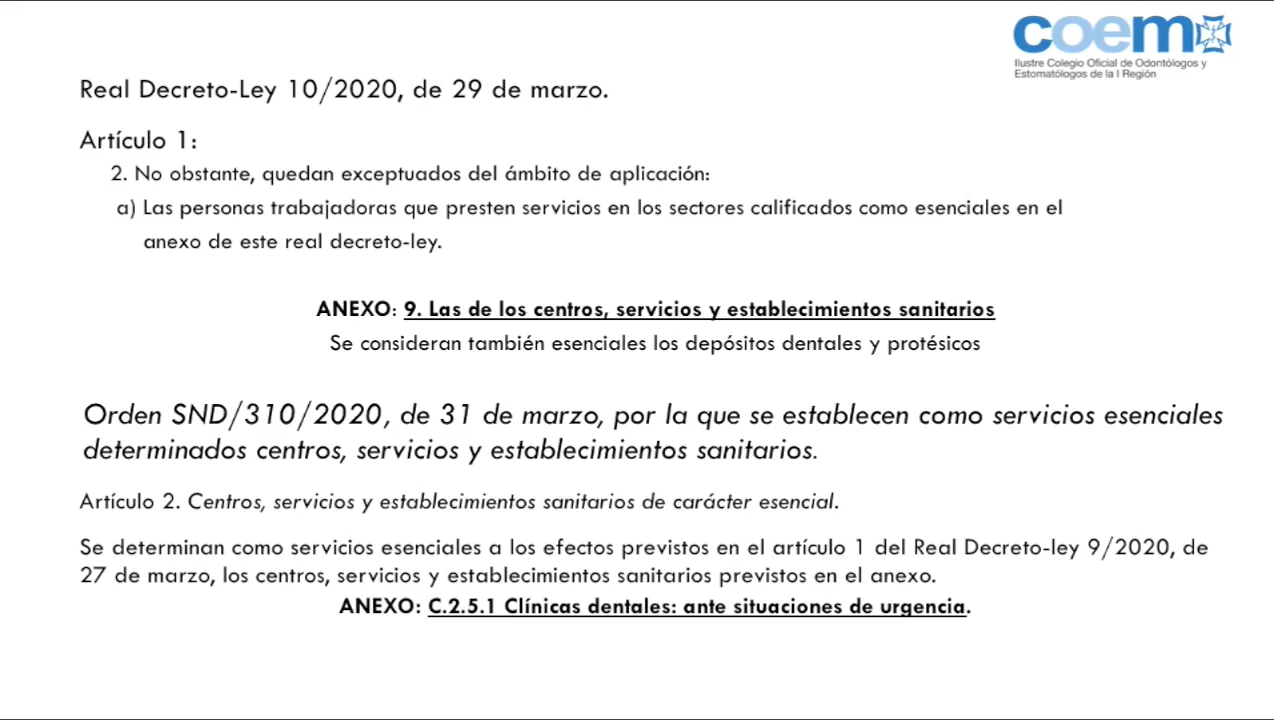 coem
Ilustre Colegio Oficial de Odontólogos y
Estomatólogos de la I Región
Real Decreto-Ley 10/2020, de 29 de marzo.
Artículo 1:
2. No obstante, quedan exceptuados del ámbito de aplicación:
a) Las personas trabajadoras que presten servicios en los sectores calificados como esenciales en el
anexo de este real decreto-ley.
ANEXO: 9. Las de los centros, servicios y establecimientos sanitarios
Se consideran también esenciales los depósitos dentales y protésicos
Orden SND/310/2020, de 31 de marzo, por la que se establecen como servicios esenciales
determinados centros, servicios y establecimientos sanitarios.
Artículo 2. Centros, servicios y establecimientos sanitarios de carácter esencial.
Se determinan como servicios esenciales a los efectos previstos en el artículo 1 del Real Decreto-ley 9/2020, de
27 de marzo, los centros, servicios y establecimientos sanitarios previstos en el anexo.
ANEXO: C.2.5.1 Clínicas dentales: ante situaciones de urgencia.